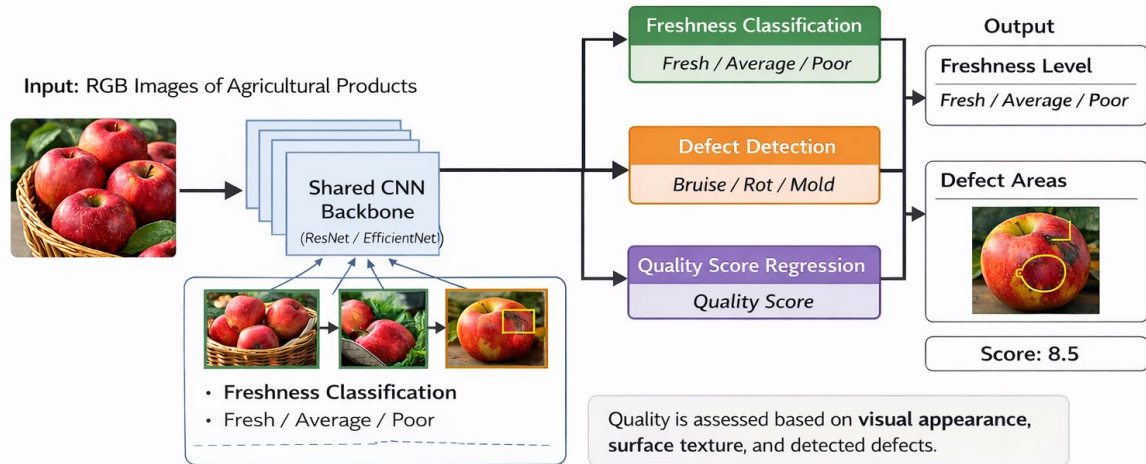 Input: RGB Images of Agricultural Products
Shared CNN
Backbone
(ResNet / EfficientNet))
• Freshness Classification
• Fresh / Average / Poor
Freshness Classification
Fresh / Average / Poor
Defect Detection
Bruise / Rot / Mold
Quality Score Regression
Quality Score
Output
Freshness Level
Fresh / Average / Poor
Defect Areas
Score: 8.5
Quality is assessed based on visual appearance,
surface texture, and detected defects.